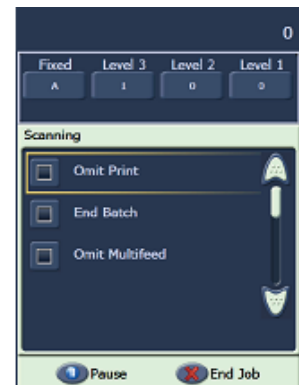 0
Fixed Level 3 Level 2 Level 1
A 1 0 0
Scanning
Omit Print
End Batch
Omit Multifeed
Pause End Job